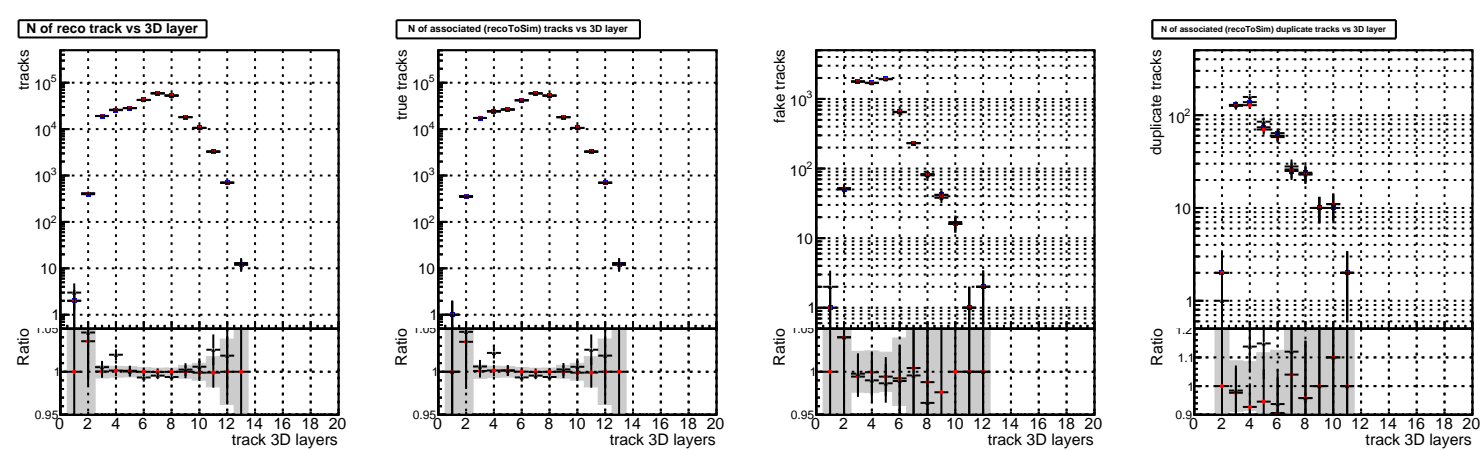 N of reco track vs 3D layer
tracks
10⁵
10⁴
10³
10²
10
1
Ratio
1.05
1
0.95
0 2 4 6 8 10 12 14 16 18 20
track 3D layers
N of associated (recoToSim) tracks vs 3D layer
true tracks
10⁵
10⁴
10³
10²
10
1
Ratio
1.05
1
0.95
0 2 4 6 8 10 12 14 16 18 20
track 3D layers
fake tracks
10³
10²
10
1
Ratio
1.05
1
0.95
0 2 4 6 8 10 12 14 16 18 20
track 3D layers
N of associated (recoToSim) duplicate tracks vs 3D layer
duplicate tracks
10²
10
1
Ratio
1.2
1.1
1
0.9
0 2 4 6 8 10 12 14 16 18 20
track 3D layers